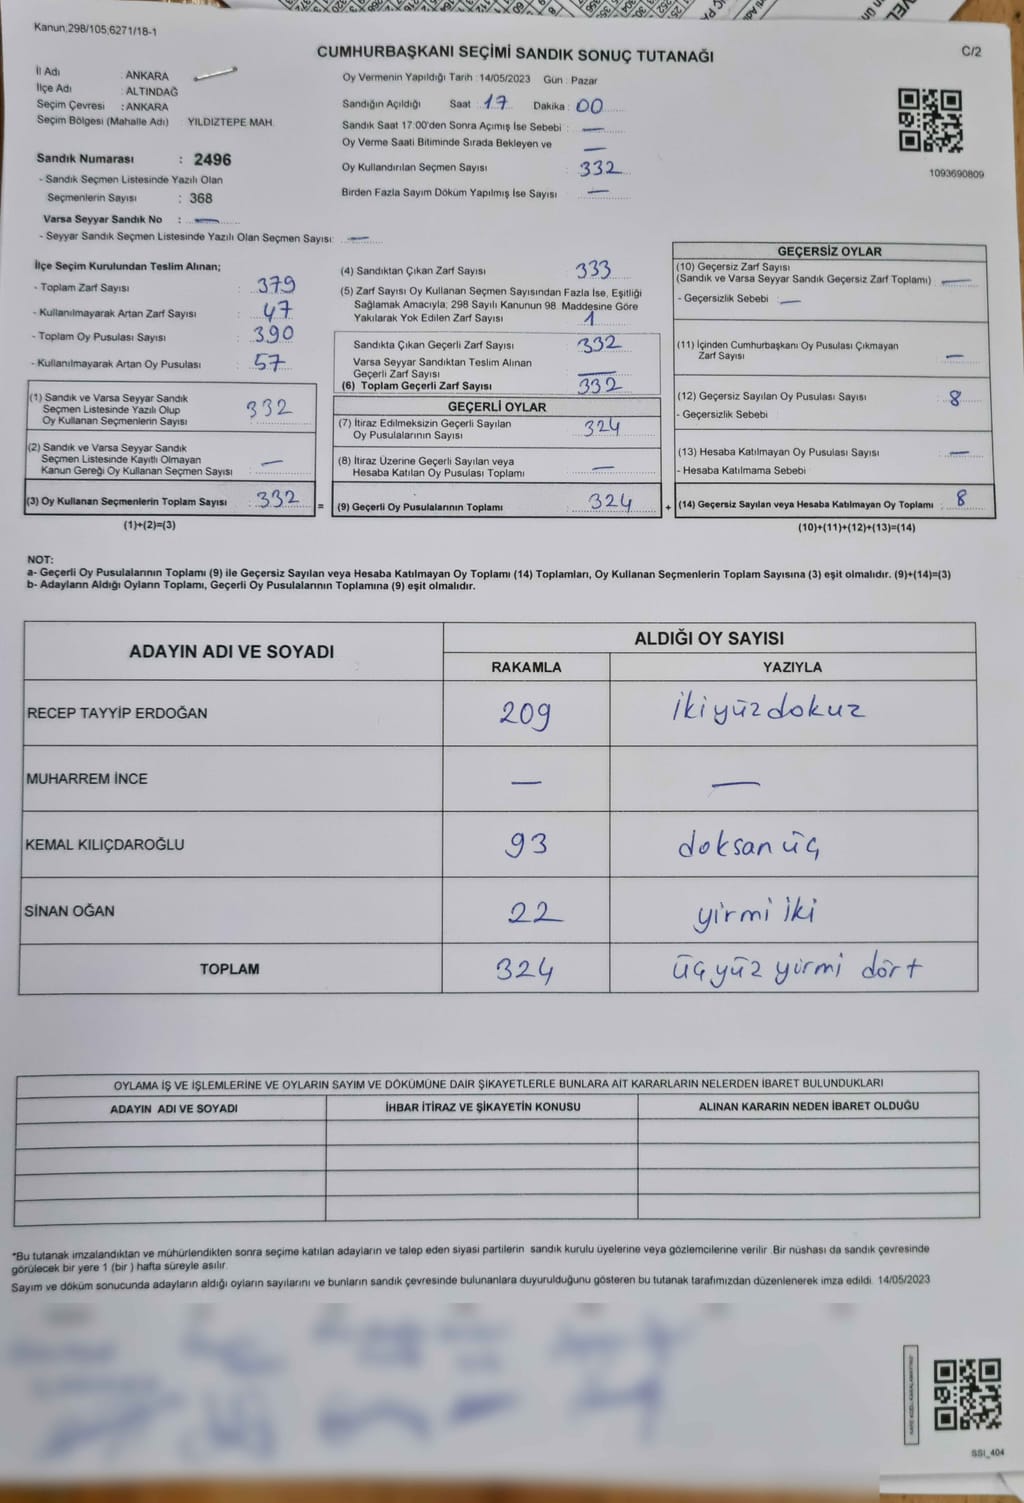 Kanun;298/105;6271/18-1
CUMHURBAŞKANI SEÇİMİ SANDIK SONUÇ TUTANAĞI
C/2
İl Adı : ANKARA
İlçe Adı : ALTINDAĞ
Seçim Çevresi : ANKARA
Seçim Bölgesi (Mahalle Adı) YILDIZTEPE MAH.
Sandık Numarası : 2496
- Sandık Seçmen Listesinde Yazılı Olan
Seçmenlerin Sayısı : 368
Varsa Seyyar Sandık No : —
- Seyyar Sandık Seçmen Listesinde Yazılı Olan Seçmen Sayısı: —
Oy Vermenin Yapıldığı Tarih : 14/05/2023 Gün : Pazar
Sandığın Açıldığı Saat : 17 Dakika : 00
Sandık Saat 17:00'den Sonra Açımış İse Sebebi : —
Oy Verme Saati Bitiminde Sırada Bekleyen ve —
Oy Kullandırılan Seçmen Sayısı : 332
Birden Fazla Sayım Döküm Yapılmış İse Sayısı —
1093690809
İlçe Seçim Kurulundan Teslim Alınan;
- Toplam Zarf Sayısı : 379
- Kullanılmayarak Artan Zarf Sayısı : 47
- Toplam Oy Pusulası Sayısı : 390
- Kullanılmayarak Artan Oy Pusulası : 57
(1) Sandık ve Varsa Seyyar Sandık
Seçmen Listesinde Yazılı Olup
Oy Kullanan Seçmenlerin Sayısı 332
(2) Sandık ve Varsa Seyyar Sandık
Seçmen Listesinde Kayıtlı Olmayan
Kanun Gereği Oy Kullanan Seçmen Sayısı : —
(3) Oy Kullanan Seçmenlerin Toplam Sayısı : 332
(1)+(2)=(3)
=
(4) Sandıktan Çıkan Zarf Sayısı : 333
(5) Zarf Sayısı Oy Kullanan Seçmen Sayısından Fazla İse, Eşitliği
Sağlamak Amacıyla; 298 Sayılı Kanunun 98. Maddesine Göre
Yakılarak Yok Edilen Zarf Sayısı : 1
Sandıkta Çıkan Geçerli Zarf Sayısı : 332
Varsa Seyyar Sandıktan Teslim Alınan
Geçerli Zarf Sayısı —
(6) Toplam Geçerli Zarf Sayısı : 332
GEÇERLİ OYLAR
(7) İtiraz Edilmeksizin Geçerli Sayılan
Oy Pusulalarının Sayısı : 324
(8) İtiraz Üzerine Geçerli Sayılan veya
Hesaba Katılan Oy Pusulası Toplamı : —
(9) Geçerli Oy Pusulalarının Toplamı : 324
+
GEÇERSİZ OYLAR
(10) Geçersiz Zarf Sayısı
(Sandık ve Varsa Seyyar Sandık Geçersiz Zarf Toplamı) : —
- Geçersizlik Sebebi : —
(11) İçinden Cumhurbaşkanı Oy Pusulası Çıkmayan
Zarf Sayısı —
(12) Geçersiz Sayılan Oy Pusulası Sayısı : 8
- Geçersizlik Sebebi
(13) Hesaba Katılmayan Oy Pusulası Sayısı : —
- Hesaba Katılmama Sebebi
(14) Geçersiz Sayılan veya Hesaba Katılmayan Oy Toplamı : 8
(10)+(11)+(12)+(13)=(14)
NOT:
a- Geçerli Oy Pusulalarının Toplamı (9) ile Geçersiz Sayılan veya Hesaba Katılmayan Oy Toplamı (14) Toplamları, Oy Kullanan Seçmenlerin Toplam Sayısına (3) eşit olmalıdır. (9)+(14)=(3)
b- Adayların Aldığı Oyların Toplamı, Geçerli Oy Pusulalarının Toplamına (9) eşit olmalıdır.
ADAYIN ADI VE SOYADI
ALDIĞI OY SAYISI
RAKAMLA YAZIYLA
RECEP TAYYİP ERDOĞAN 209 ikiyüzdokuz
MUHARREM İNCE — —
KEMAL KILIÇDAROĞLU 93 doksan üç
SİNAN OĞAN 22 yirmi iki
TOPLAM 324 üçyüz yirmi dört
OYLAMA İŞ VE İŞLEMLERİNE VE OYLARIN SAYIM VE DÖKÜMÜNE DAİR ŞİKAYETLERLE BUNLARA AİT KARARLARIN NELERDEN İBARET BULUNDUKLARI
ADAYIN ADI VE SOYADI İHBAR İTİRAZ VE ŞİKAYETİN KONUSU ALINAN KARARIN NEDEN İBARET OLDUĞU
*Bu tutanak imzalandıktan ve mühürlendikten sonra seçime katılan adayların ve talep eden siyasi partilerin sandık kurulu üyelerine veya gözlemcilerine verilir. Bir nüshası da sandık çevresinde
görülecek bir yere 1 (bir ) hafta süreyle asılır.
Sayım ve döküm sonucunda adayların aldığı oyların sayılarını ve bunların sandık çevresinde bulunanlara duyurulduğunu gösteren bu tutanak tarafımızdan düzenlenerek imza edildi. 14/05/2023
SSI_404